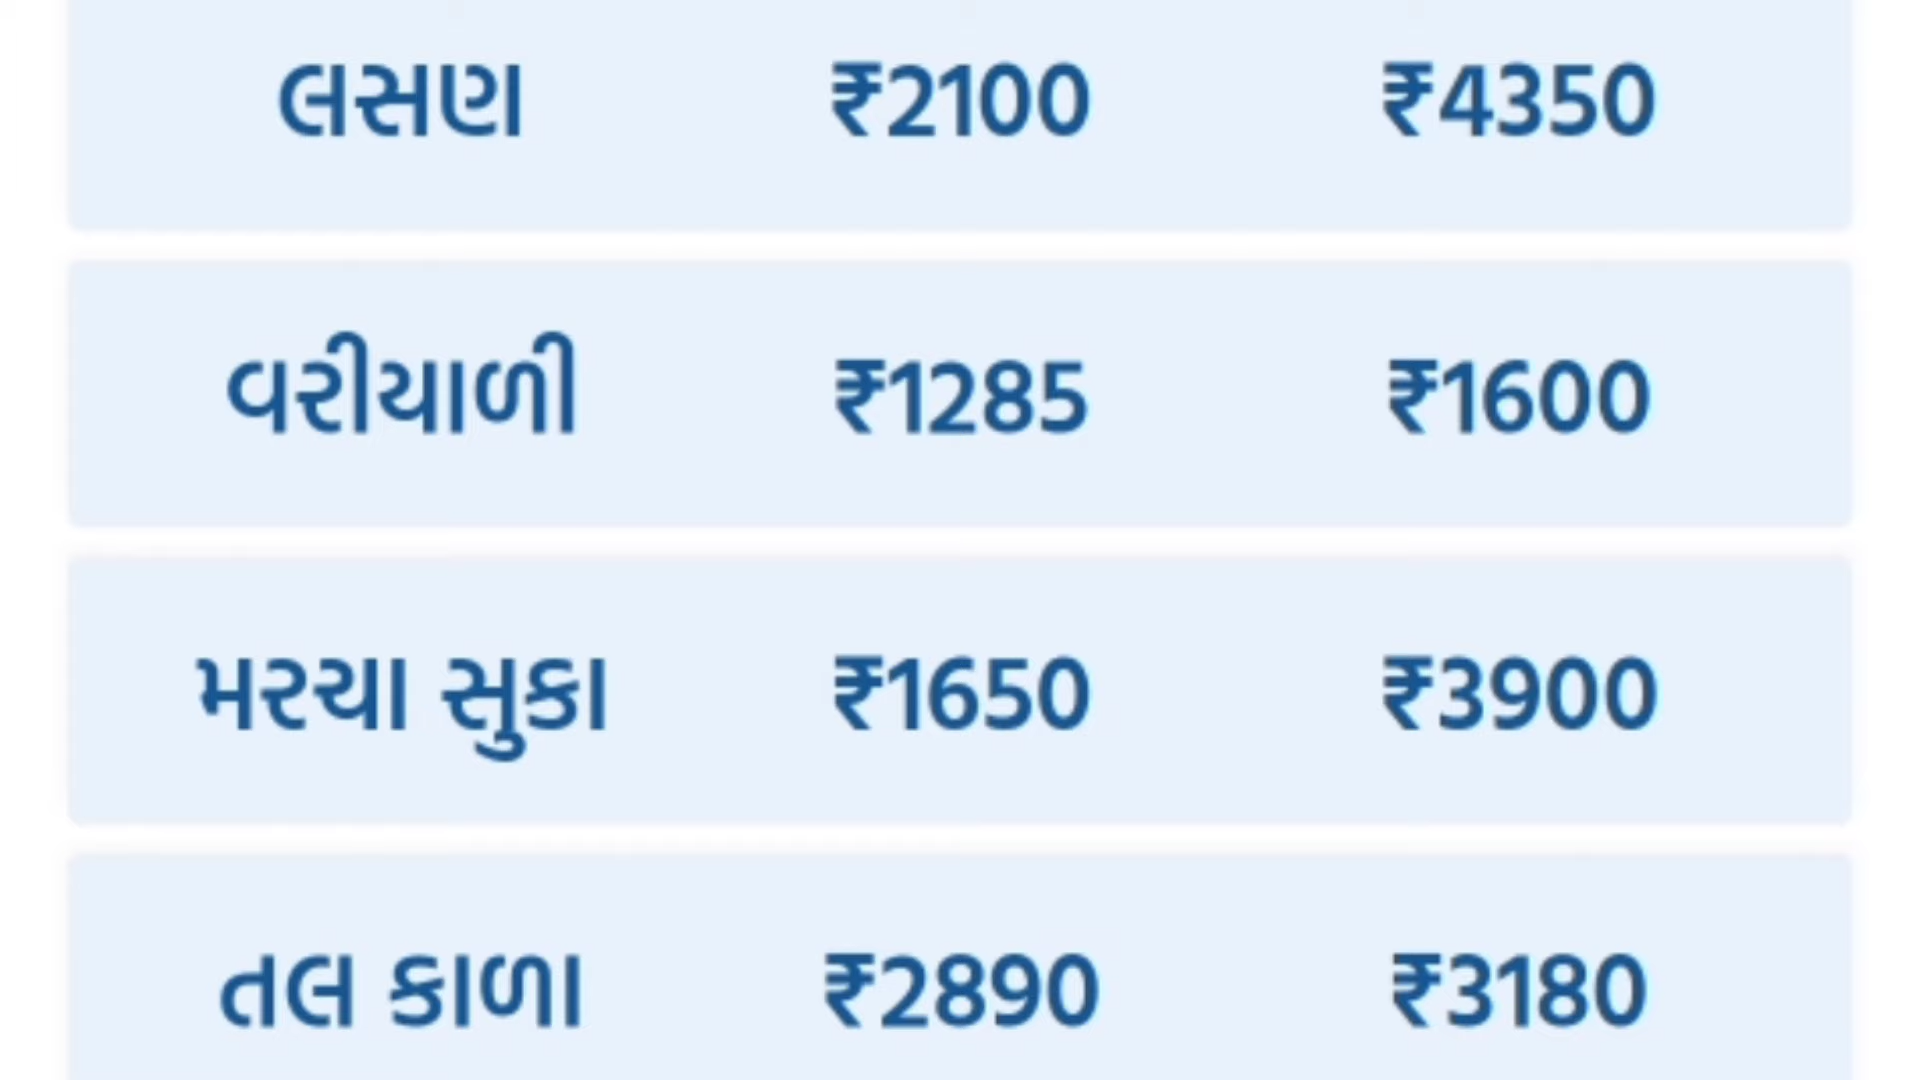 લસણ ₹2100 ₹4350
વરીયાળી ₹1285 ₹1600
મરચા સુકા ₹1650 ₹3900
તલ કાળા ₹2890 ₹3180